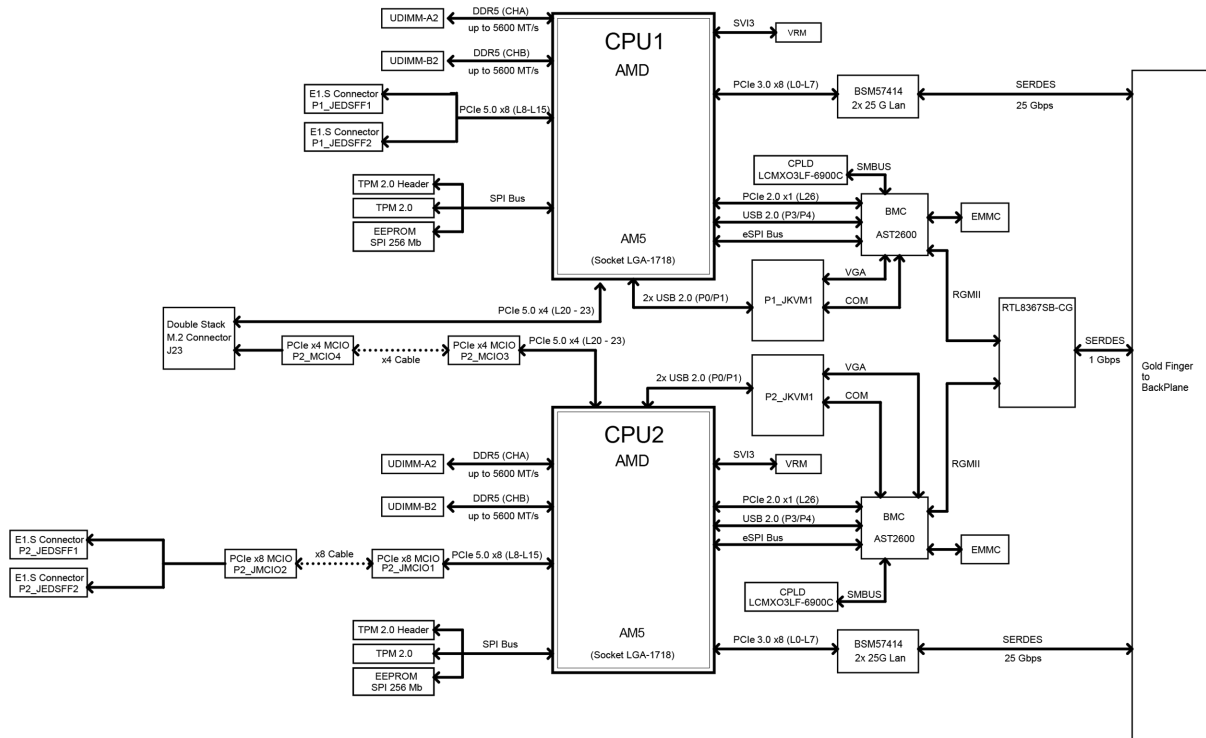 UDIMM-A2
DDR5 (CHA)
up to 5600 MT/s
UDIMM-B2
DDR5 (CHB)
up to 5600 MT/s
E1.S Connector
P1_JEDSFF1
E1.S Connector
P1_JEDSFF2
PCIe 5.0 x8 (L8-L15)
TPM 2.0 Header
TPM 2.0
EEPROM
SPI 256 Mb
SPI Bus
CPU1
AMD
AM5
(Socket LGA-1718)
SVI3
VRM
PCIe 3.0 x8 (L0-L7)
BSM57414
2x 25 G Lan
SERDES
25 Gbps
CPLD
LCMXO3LF-6900C
SMBUS
PCIe 2.0 x1 (L26)
USB 2.0 (P3/P4)
eSPI Bus
BMC
AST2600
EMMC
2x USB 2.0 (P0/P1)
P1_JKVM1
VGA
COM
RGMII
RTL8367SB-CG
SERDES
1 Gbps
Gold Finger
to
BackPlane
Double Stack
M.2 Connector
J23
PCIe 5.0 x4 (L20 - 23)
PCIe x4 MCIO
P2_MCIO4
x4 Cable
PCIe x4 MCIO
P2_MCIO3
PCIe 5.0 x4 (L20 - 23)
2x USB 2.0 (P0/P1)
P2_JKVM1
VGA
COM
RGMII
CPU2
AMD
AM5
(Socket LGA-1718)
UDIMM-A2
DDR5 (CHA)
up to 5600 MT/s
UDIMM-B2
DDR5 (CHB)
up to 5600 MT/s
SVI3
VRM
PCIe 2.0 x1 (L26)
USB 2.0 (P3/P4)
eSPI Bus
BMC
AST2600
EMMC
E1.S Connector
P2_JEDSFF1
E1.S Connector
P2_JEDSFF2
PCIe x8 MCIO
P2_JMCIO2
x8 Cable
PCIe x8 MCIO
P2_JMCIO1
PCIe 5.0 x8 (L8-L15)
CPLD
LCMXO3LF-6900C
SMBUS
TPM 2.0 Header
TPM 2.0
EEPROM
SPI 256 Mb
SPI Bus
PCIe 3.0 x8 (L0-L7)
BSM57414
2x 25G Lan
SERDES
25 Gbps